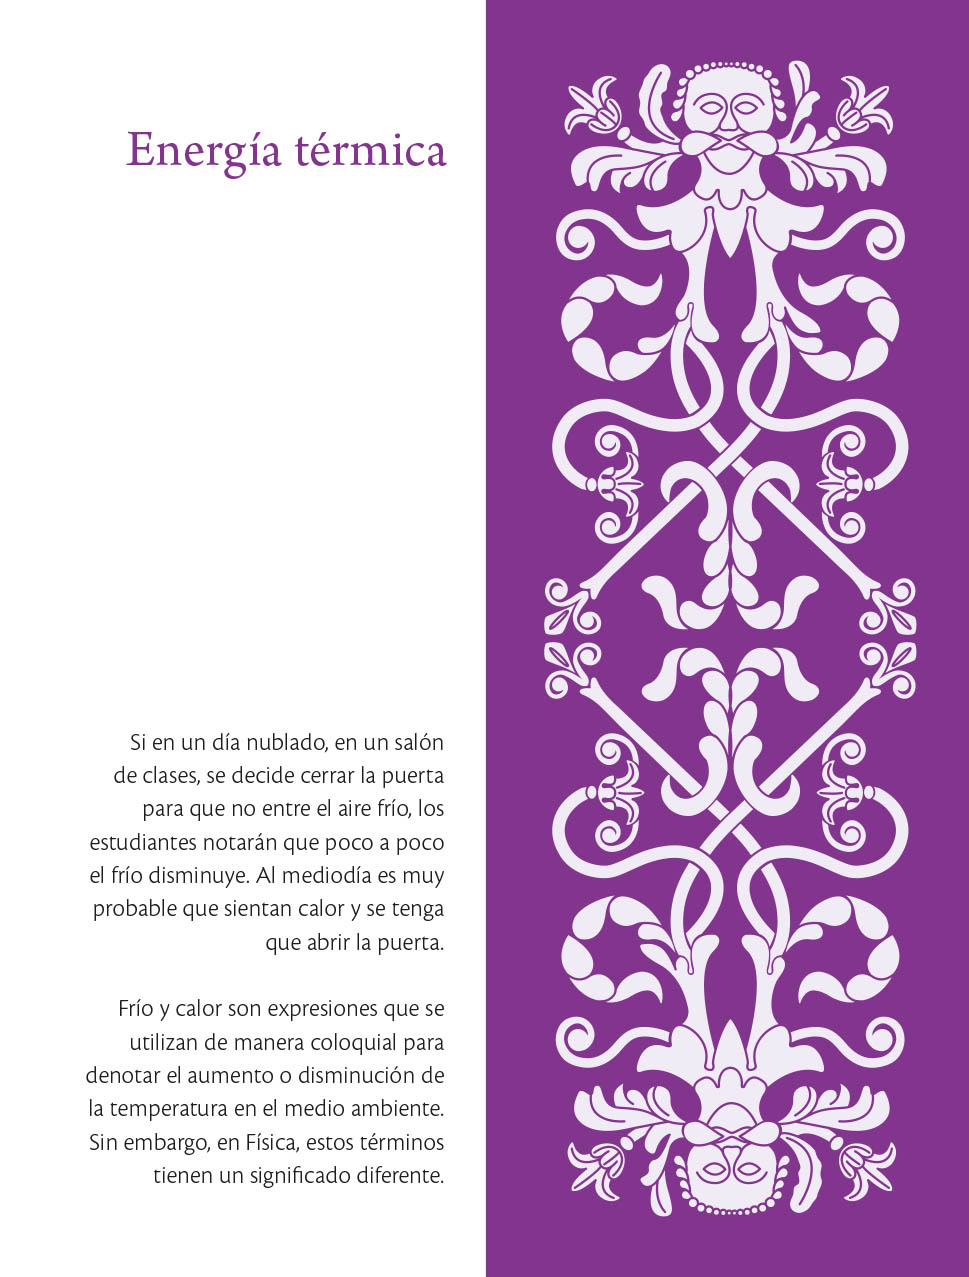 Energía térmica
Si en un día nublado, en un salón
de clases, se decide cerrar la puerta
para que no entre el aire frío, los
estudiantes notarán que poco a poco
el frío disminuye. Al mediodía es muy
probable que sientan calor y se tenga
que abrir la puerta.
Frío y calor son expresiones que se
utilizan de manera coloquial para
denotar el aumento o disminución de
la temperatura en el medio ambiente.
Sin embargo, en Física, estos términos
tienen un significado diferente.